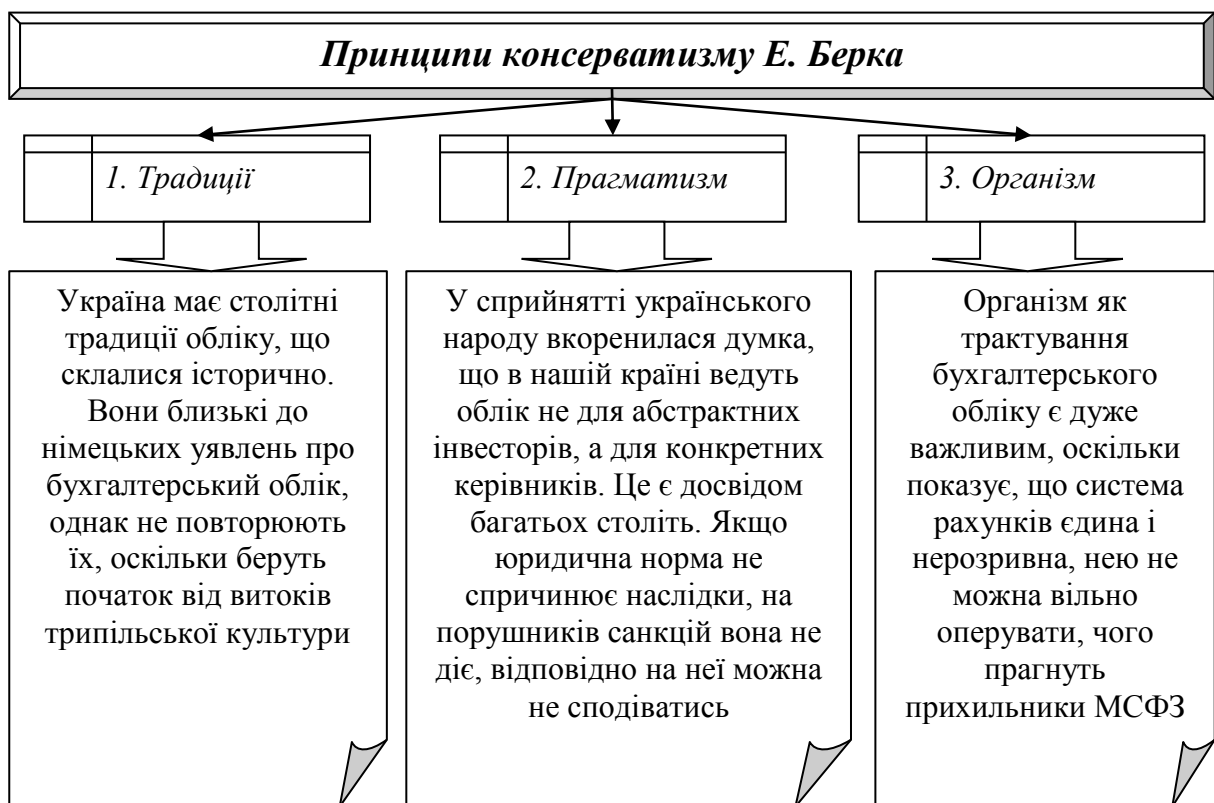 Принципи консерватизму Е. Берка
1. Традиції
2. Прагматизм
3. Організм
Україна має столітні
традиції обліку, що
склалися історично.
Вони близькі до
німецьких уявлень про
бухгалтерський облік,
однак не повторюють
їх, оскільки беруть
початок від витоків
трипільської культури
У сприйнятті українського
народу вкоренилася думка,
що в нашій країні ведуть
облік не для абстрактних
інвесторів, а для конкретних
керівників. Це є досвідом
багатьох століть. Якщо
юридична норма не
спричинює наслідки, на
порушників санкцій вона не
діє, відповідно на неї можна
не сподіватись
Організм як
трактування
бухгалтерського
обліку є дуже
важливим, оскільки
показує, що система
рахунків єдина і
нерозривна, нею не
можна вільно
оперувати, чого
прагнуть
прихильники МСФЗ